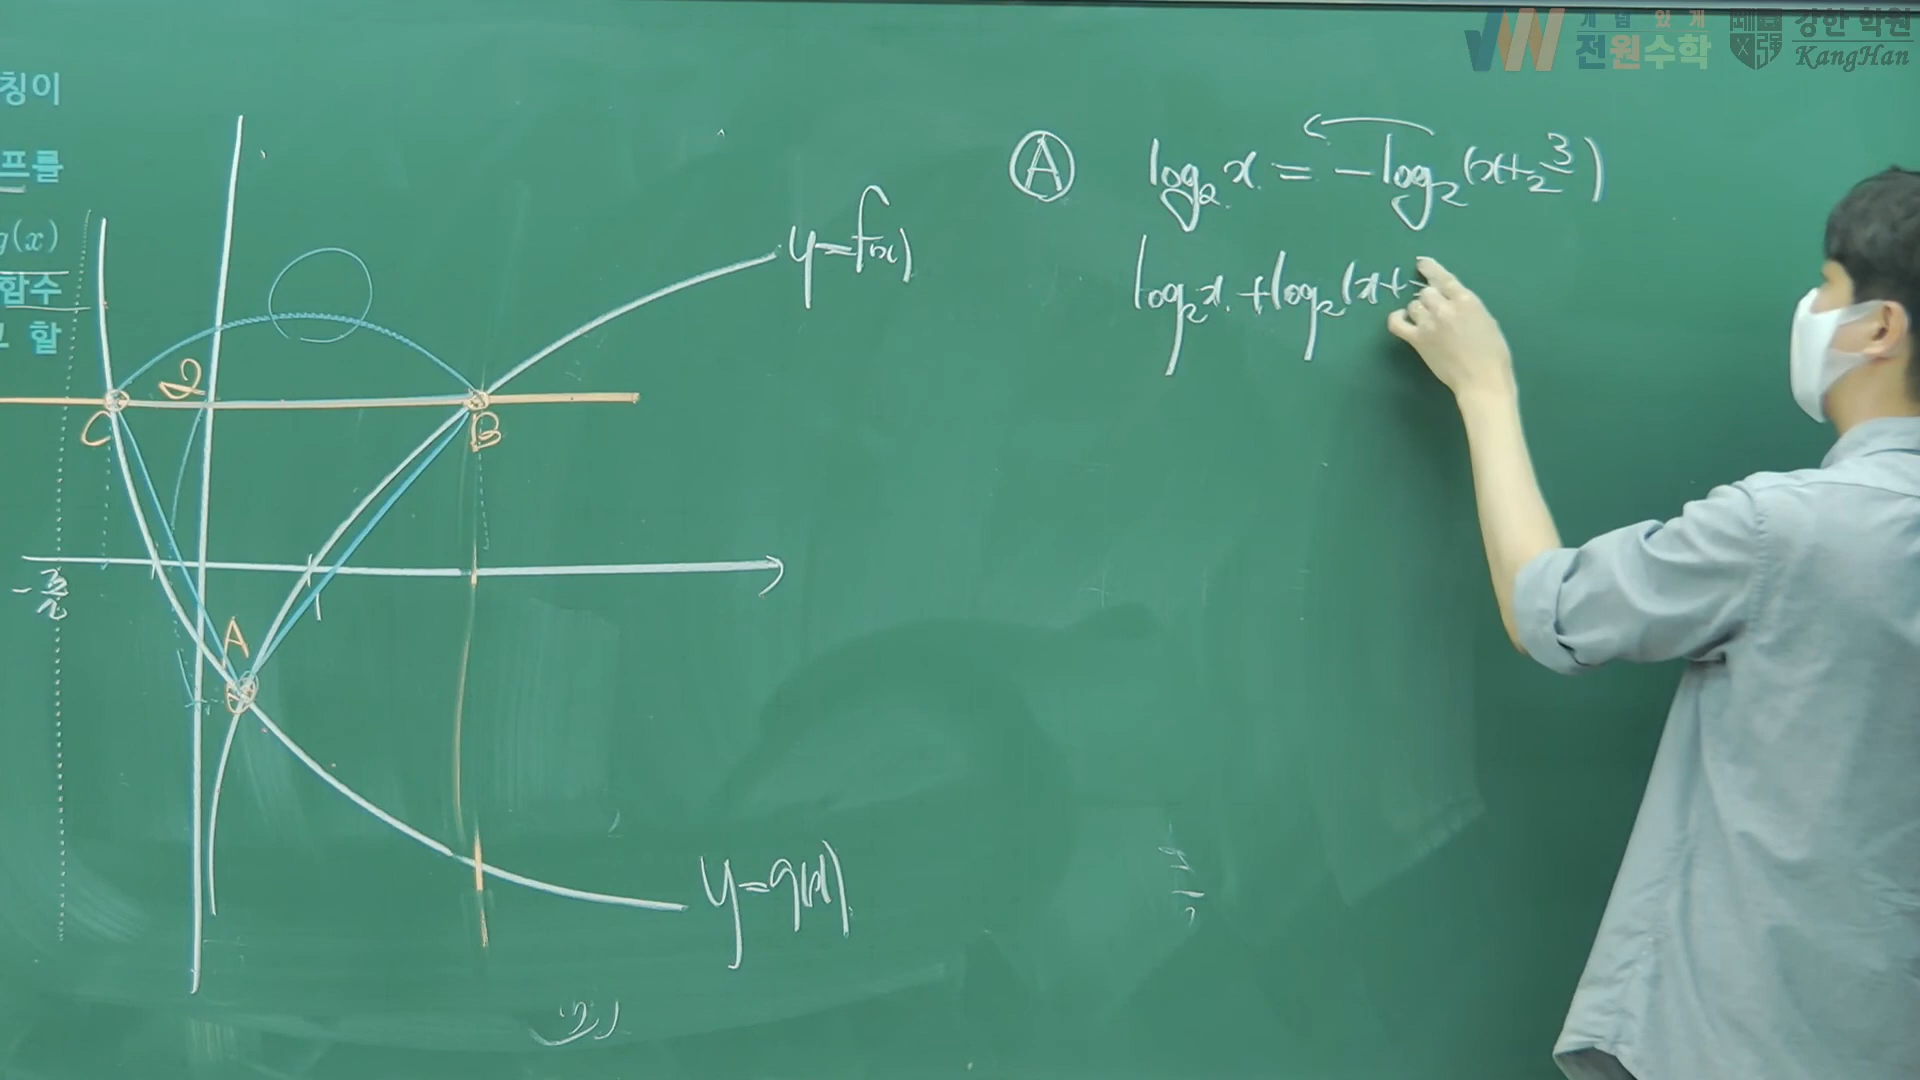 개 념 있 게
전원수학
강한 학원
KangHan
칭이
프를
g(x)
함수
할
Ⓐ log₂x = -log₂(x+3/2)
log₂x + log₂(x+
y=f(x)
2
C
B
-3/2
1
A
y=g(x)